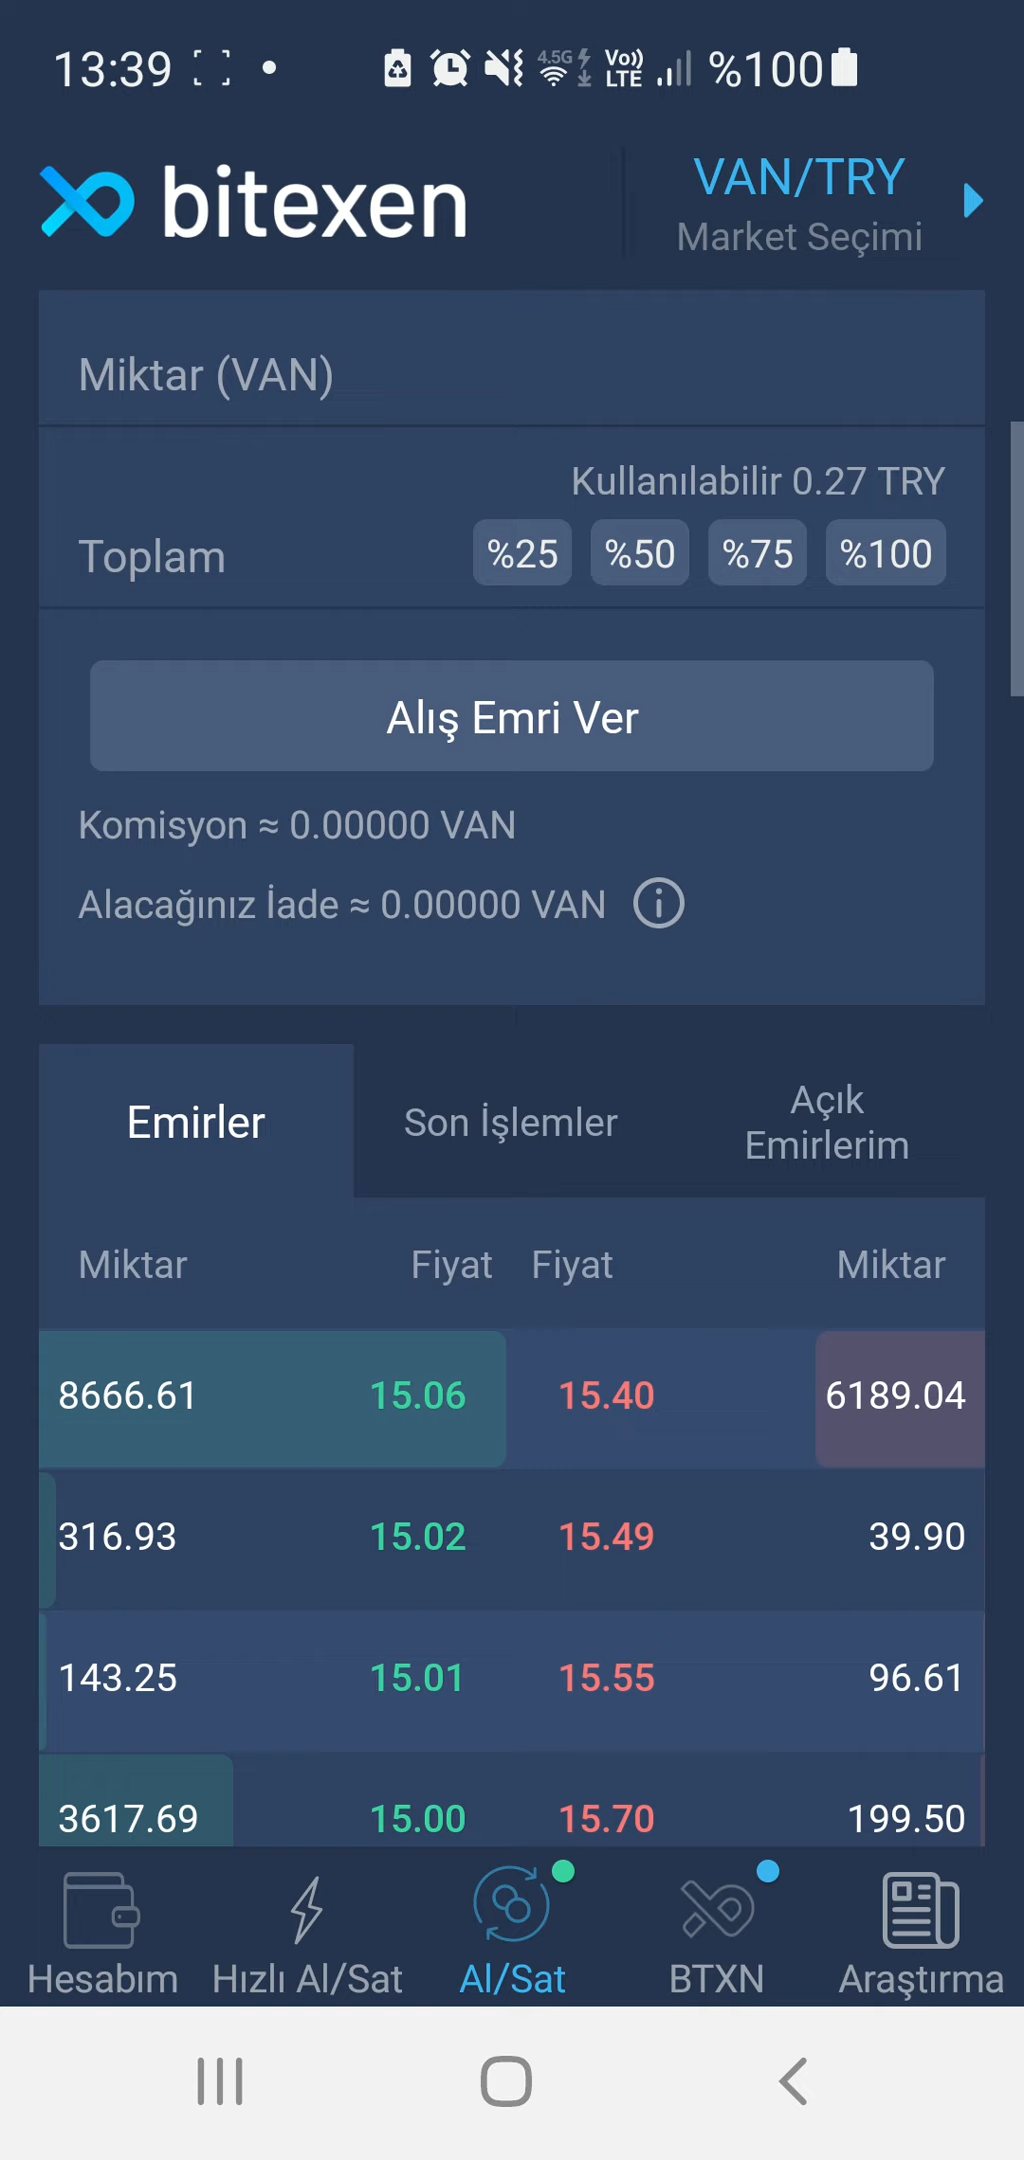 13:39 4.5G Vo)) LTE %100
bitexen
VAN/TRY
Market Seçimi
Miktar (VAN)
Kullanılabilir 0.27 TRY
Toplam %25 %50 %75 %100
Alış Emri Ver
Komisyon ≈ 0.00000 VAN
Alacağınız İade ≈ 0.00000 VAN
Emirler Son İşlemler Açık Emirlerim
Miktar Fiyat Fiyat Miktar
8666.61 15.06 15.40 6189.04
316.93 15.02 15.49 39.90
143.25 15.01 15.55 96.61
3617.69 15.00 15.70 199.50
Hesabım Hızlı Al/Sat Al/Sat BTXN Araştırma